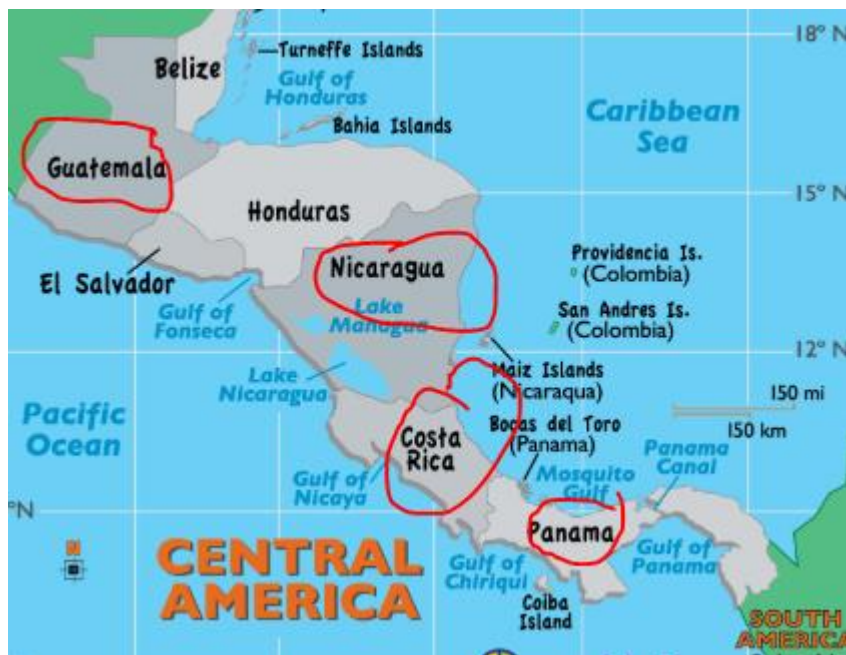 18° N
Belize
Turneffe Islands
Gulf of
Honduras
Bahia Islands
Caribbean
Sea
Guatemala
15° N
Honduras
El Salvador
Gulf of
Fonseca
Nicaragua
Lake
Managua
Providencia Is.
(Colombia)
San Andres Is.
(Colombia)
12° N
Lake
Nicaragua
Maiz Islands
(Nicaraqua)
150 mi
150 km
Pacific
Ocean
Costa
Rica
Bocas del Toro
(Panama)
Gulf of
Nicaya
Mosquito
Gulf
Panama
Canal
°N
Panama
Gulf of
Panama
Gulf of
Chiriqui
Coiba
Island
N
CENTRAL
AMERICA
SOUTH
AMERICA